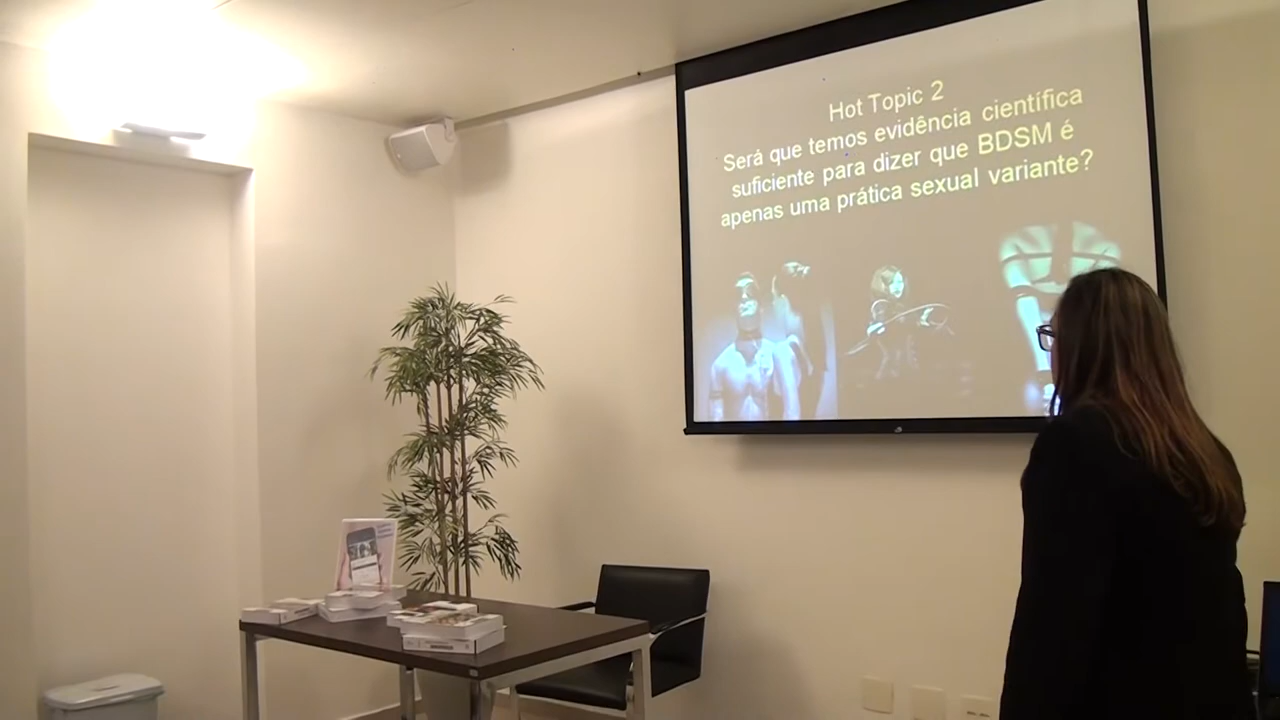 Hot Topic 2
Será que temos evidência científica
suficiente para dizer que BDSM é
apenas uma prática sexual variante?